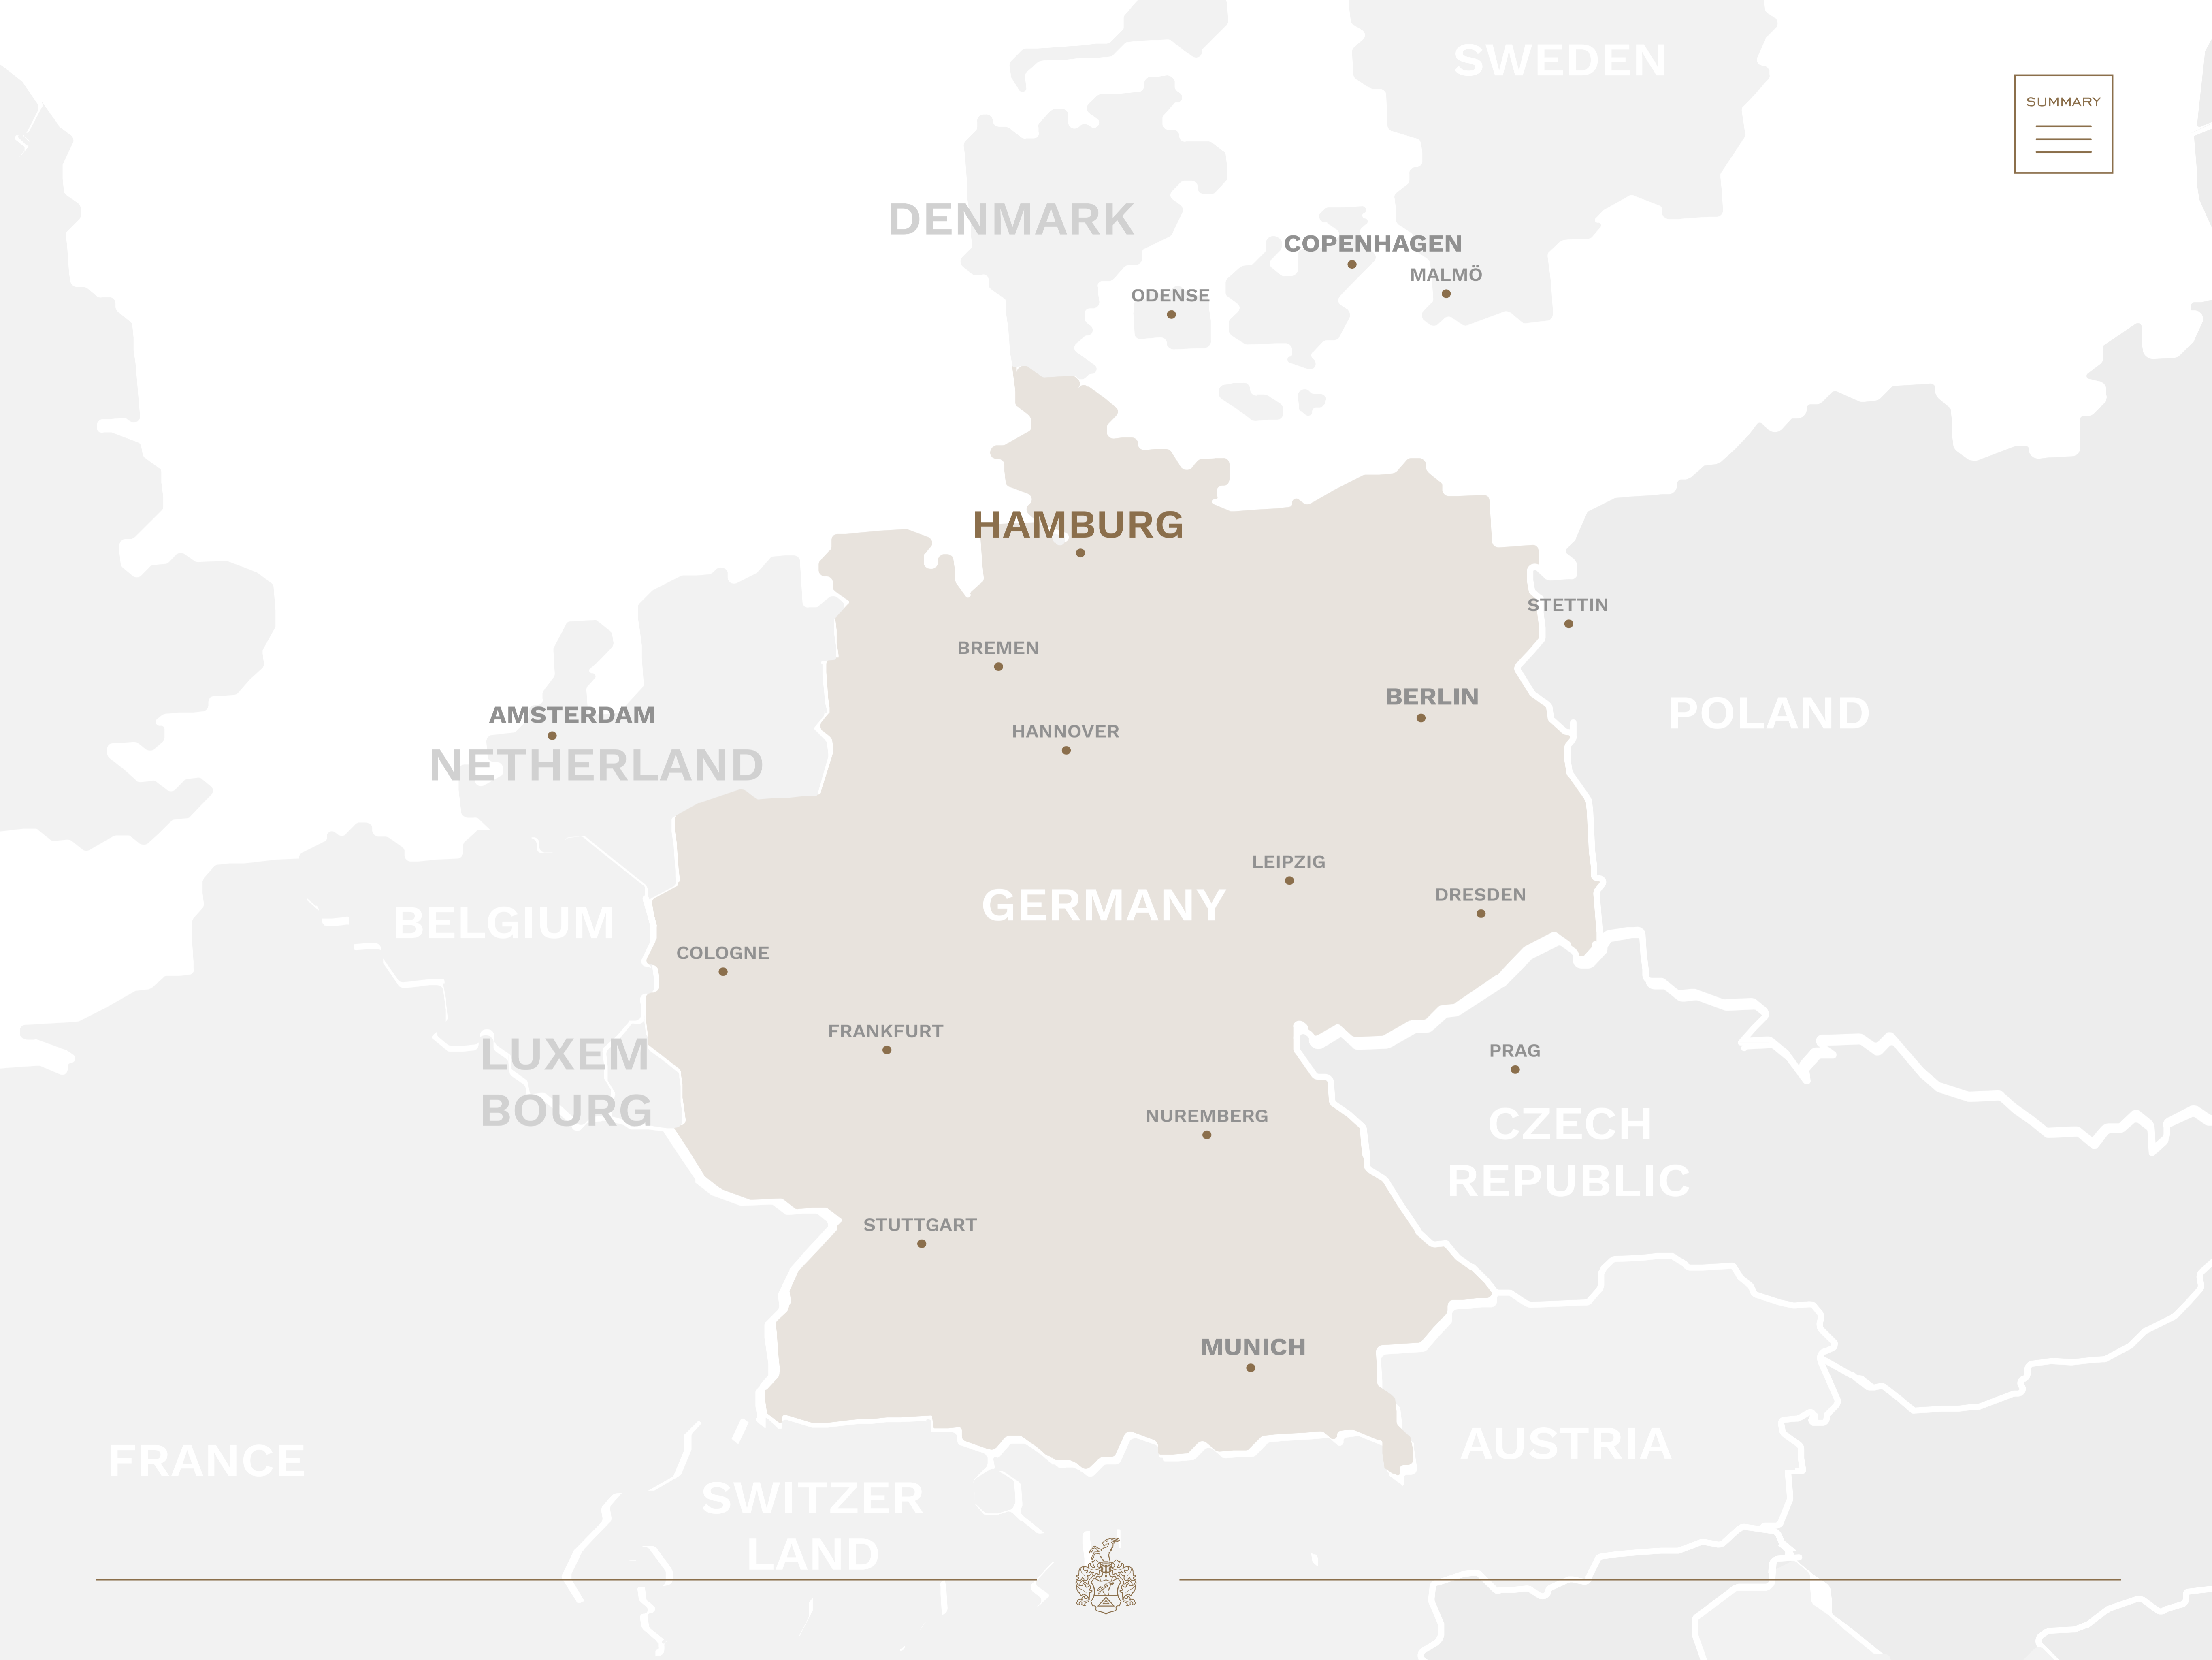 SWEDEN
SUMMARY
DENMARK
COPENHAGEN
MALMÖ
ODENSE
HAMBURG
STETTIN
BREMEN
BERLIN
POLAND
AMSTERDAM
HANNOVER
NETHERLAND
LEIPZIG
DRESDEN
GERMANY
BELGIUM
COLOGNE
FRANKFURT
LUXEM
BOURG
PRAG
CZECH
REPUBLIC
NUREMBERG
STUTTGART
MUNICH
AUSTRIA
FRANCE
SWITZER
LAND